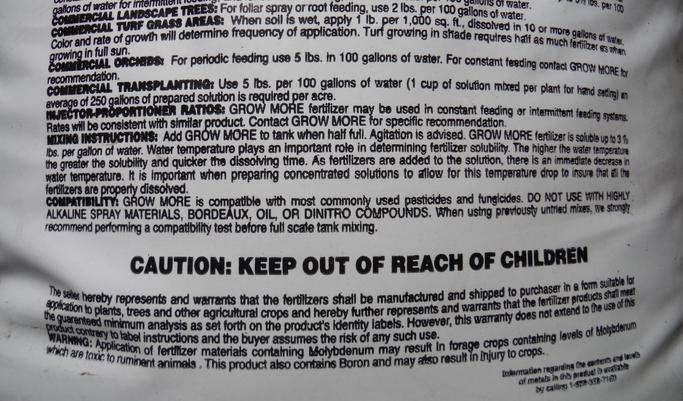 gallons of water for intermittent feeding,
COMMERCIAL LANDSCAPE TREES: For foliar spray or root feeding, use 2 lbs. per 100 gallons of water.
COMMERCIAL TURF GRASS AREAS: When soil is wet, apply 1 lb. per 1,000 sq. ft., dissolved in 10 or more gallons of water.
Color and rate of growth will determine frequency of application. Turf growing in shade requires half as much fertilizer as when
growing in full sun.
COMMERCIAL ORCHIDS: For periodic feeding use 5 lbs. in 100 gallons of water. For constant feeding contact GROW MORE for
recommendation.
COMMERCIAL TRANSPLANTING: Use 5 lbs. per 100 gallons of water (1 cup of solution mixed per plant for hand setting) an
average of 250 gallons of prepared solution is required per acre.
INJECTOR-PROPORTIONER RATIOS: GROW MORE fertilizer may be used in constant feeding or intermittent feeding systems.
Rates will be consistent with similar product. Contact GROW MORE for specific recommendation.
MIXING INSTRUCTIONS: Add GROW MORE to tank when half full. Agitation is advised. GROW MORE fertilizer is soluble up to 3 ½
lbs. per gallon of water. Water temperature plays an important role in determining fertilizer solubility. The higher the water temperature
the greater the solubility and quicker the dissolving time. As fertilizers are added to the solution, there is an immediate decrease in
water temperature. It is important when preparing concentrated solutions to allow for this temperature drop to insure that all the
fertilizers are properly dissolved.
COMPATIBILITY: GROW MORE is compatible with most commonly used pesticides and fungicides. DO NOT USE WITH HIGHLY
ALKALINE SPRAY MATERIALS, BORDEAUX, OIL, OR DINITRO COMPOUNDS. When using previously untried mixes, we strongly
recommend performing a compatibility test before full scale tank mixing.
CAUTION: KEEP OUT OF REACH OF CHILDREN
The seller hereby represents and warrants that the fertilizers shall be manufactured and shipped to purchaser in a form suitable for
application to plants, trees and other agricultural crops and hereby further represents and warrants that the fertilizer products shall meet
the guaranteed minimum analysis as set forth on the product's identity labels. However, this warranty does not extend to the use of this
product contrary to label instructions and the buyer assumes the risk of any such use.
WARNING: Application of fertilizer materials containing Molybdenum may result in forage crops containing levels of Molybdenum
which are toxic to ruminant animals. This product also contains Boron and may also result in injury to crops.
Information regarding the contents and levels
of metals in this product is available
by calling